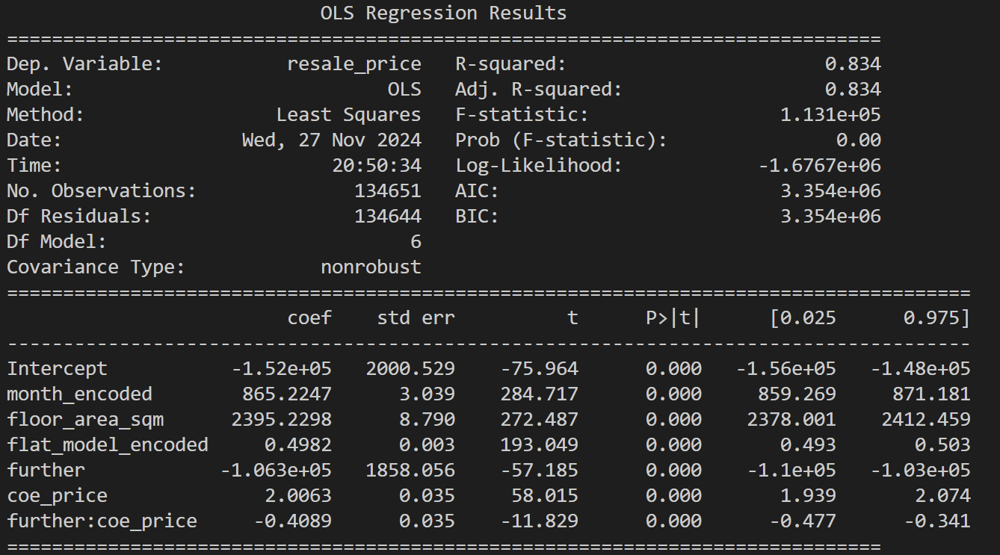 OLS Regression Results
==============================================================================
Dep. Variable: resale_price R-squared: 0.834
Model: OLS Adj. R-squared: 0.834
Method: Least Squares F-statistic: 1.131e+05
Date: Wed, 27 Nov 2024 Prob (F-statistic): 0.00
Time: 20:50:34 Log-Likelihood: -1.6767e+06
No. Observations: 134651 AIC: 3.354e+06
Df Residuals: 134644 BIC: 3.354e+06
Df Model: 6
Covariance Type: nonrobust
======================================================================================
coef std err t P>|t| [0.025 0.975]
--------------------------------------------------------------------------------------
Intercept -1.52e+05 2000.529 -75.964 0.000 -1.56e+05 -1.48e+05
month_encoded 865.2247 3.039 284.717 0.000 859.269 871.181
floor_area_sqm 2395.2298 8.790 272.487 0.000 2378.001 2412.459
flat_model_encoded 0.4982 0.003 193.049 0.000 0.493 0.503
further -1.063e+05 1858.056 -57.185 0.000 -1.1e+05 -1.03e+05
coe_price 2.0063 0.035 58.015 0.000 1.939 2.074
further:coe_price -0.4089 0.035 -11.829 0.000 -0.477 -0.341
==============================================================================